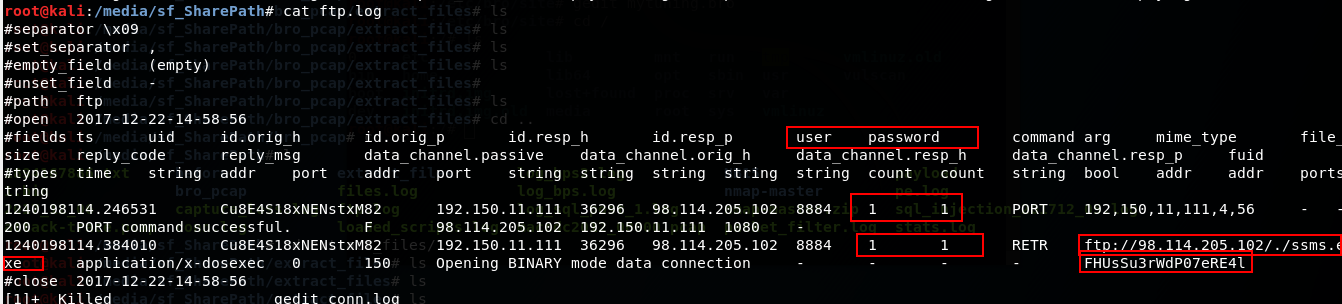 root@kali:/media/sf_SharePath# cat ftp.log
#separator \x09
#set_separator ,
#empty_field (empty)
#unset_field -
#path ftp
#open 2017-12-22-14-58-56
#fields ts uid id.orig_h id.orig_p id.resp_h id.resp_p user password command arg mime_type file_
size reply_code reply_msg data_channel.passive data_channel.orig_h data_channel.resp_h data_channel.resp_p fuid
#types time string addr port addr port string string string string string count count string bool addr addr ports
tring
1240198114.246531 Cu8E4S18xNENstxM82 192.150.11.111 36296 98.114.205.102 8884 1 1 PORT 192,150,11,111,4,56 - -
200 PORT command successful. F 98.114.205.102 192.150.11.111 1080 -
1240198114.384010 Cu8E4S18xNENstxM82 192.150.11.111 36296 98.114.205.102 8884 1 1 RETR ftp://98.114.205.102/./ssms.e
xe application/x-dosexec 0 150 Opening BINARY mode data connection - - - - FHUsSu3rWdP07eRE4l
#close 2017-12-22-14-58-56
[1]+ Killed gedit conn.log